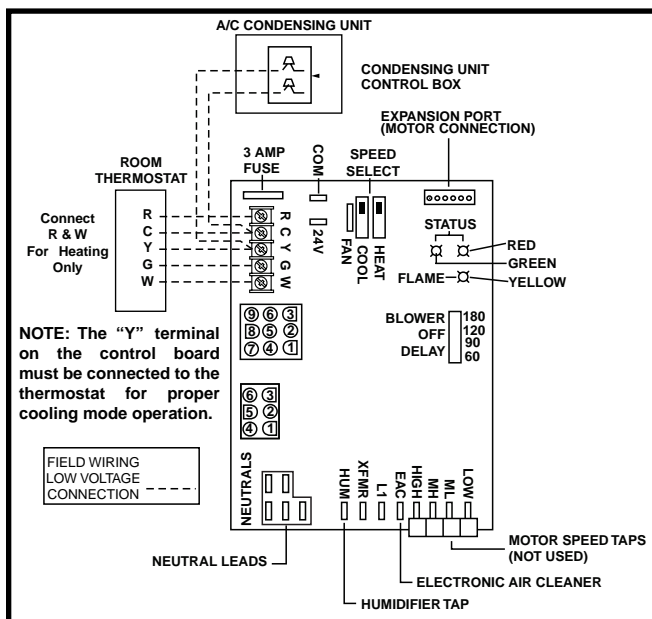 A/C CONDENSING UNIT
CONDENSING UNIT
CONTROL BOX
EXPANSION PORT
(MOTOR CONNECTION)
ROOM
THERMOSTAT
3 AMP
FUSE
COM
SPEED
SELECT
Connect
R & W
For Heating
Only
R
C
Y
G
W
R
C
Y
G
W
24V
FAN
COOL
HEAT
STATUS
RED
GREEN
FLAME
YELLOW
NOTE: The “Y” terminal
on the control board
must be connected to the
thermostat for proper
cooling mode operation.
9 6 3
8 5 2
7 4 1
BLOWER
OFF
DELAY
180
120
90
60
6 3
5 2
4 1
FIELD WIRING
LOW VOLTAGE
CONNECTION
NEUTRALS
HUM
XFMR
L1
EAC
HIGH
MH
ML
LOW
NEUTRAL LEADS
MOTOR SPEED TAPS
(NOT USED)
ELECTRONIC AIR CLEANER
HUMIDIFIER TAP